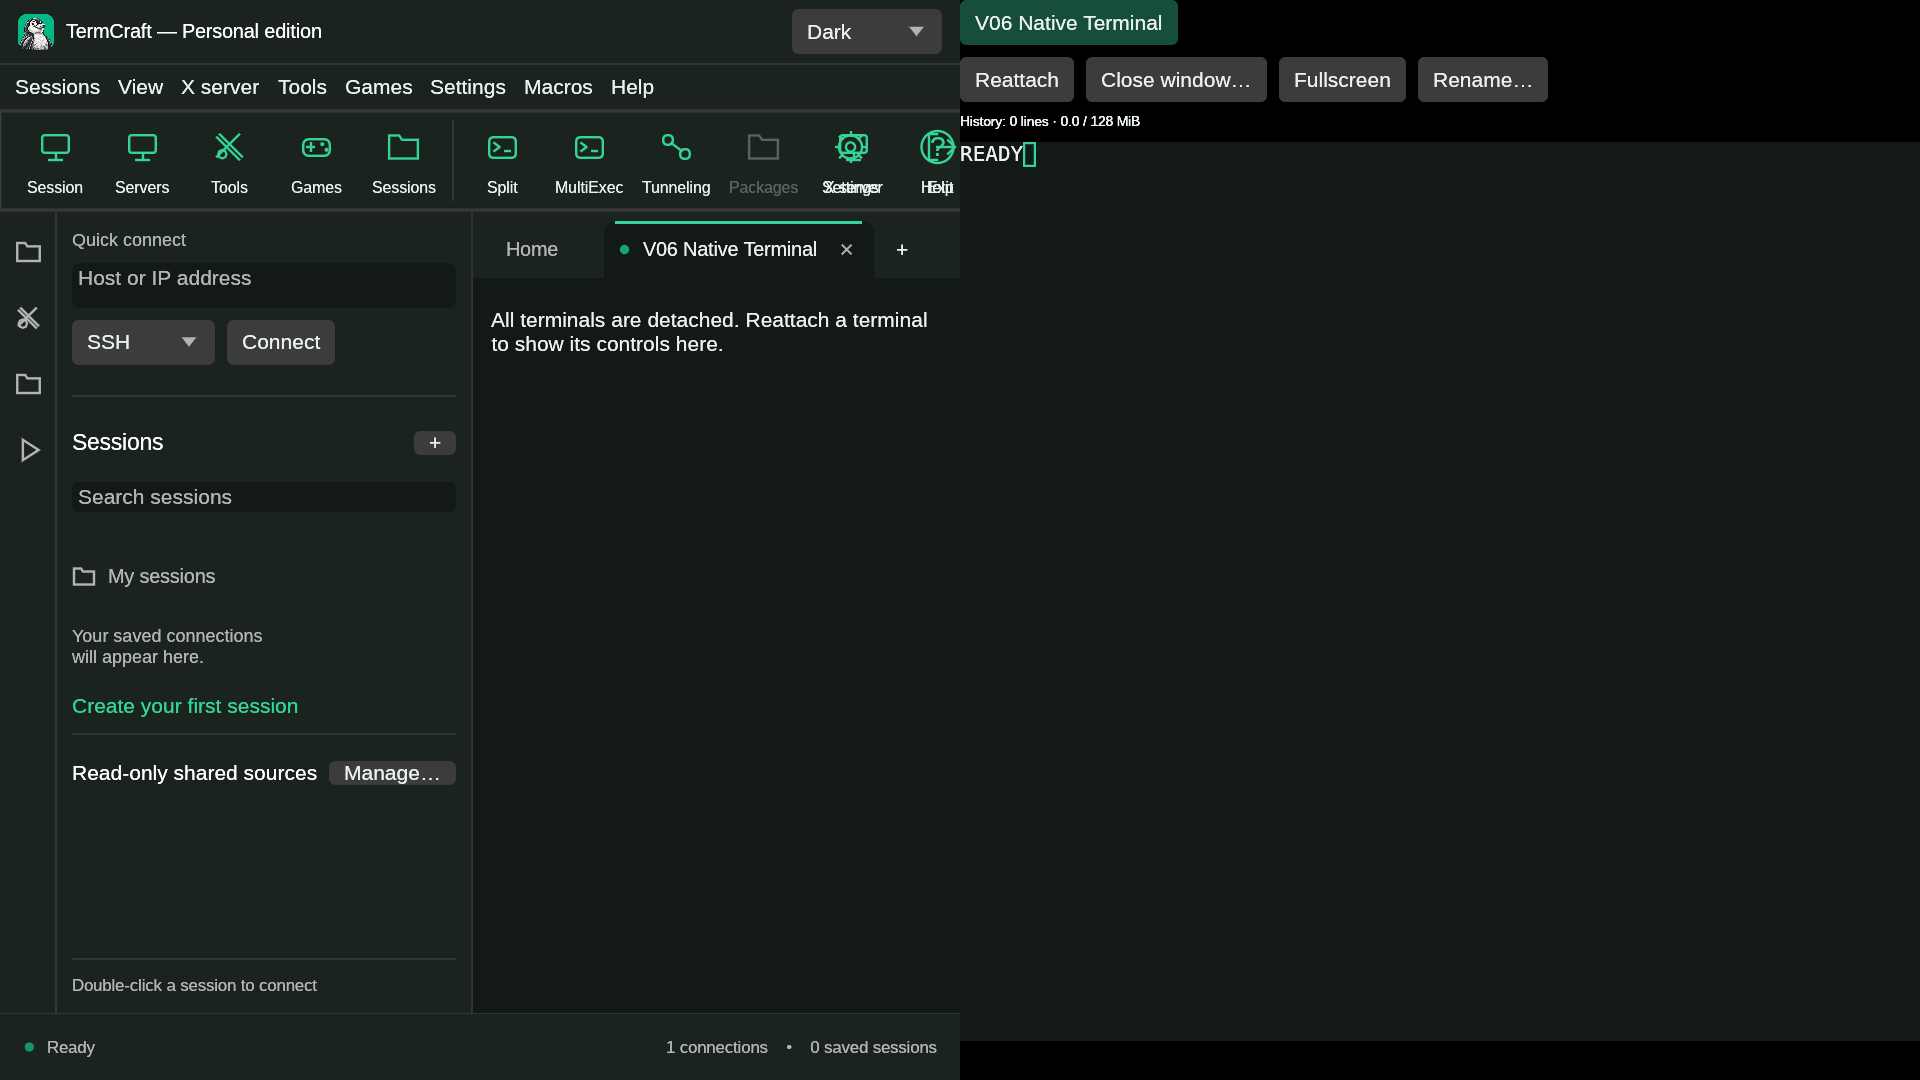 TermCraft — Personal edition
Dark
Sessions View X server Tools Games Settings Macros Help
Session Servers Tools Games Sessions Split MultiExec Tunneling Packages Settings X server Help Exit
Quick connect
Host or IP address
SSH Connect
Sessions +
Search sessions
My sessions
Your saved connections
will appear here.
Create your first session
Read-only shared sources Manage…
Double-click a session to connect
Home V06 Native Terminal × +
All terminals are detached. Reattach a terminal
to show its controls here.
Ready
1 connections • 0 saved sessions
V06 Native Terminal
Reattach Close window… Fullscreen Rename…
History: 0 lines · 0.0 / 128 MiB
READY